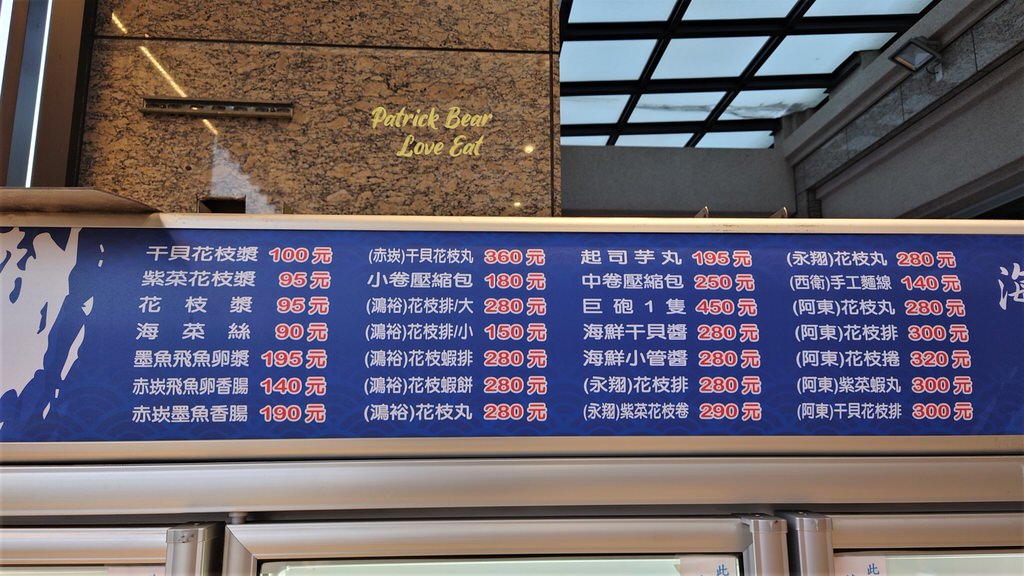 Patrick Bear
Love Eat
干貝花枝漿 100元
紫菜花枝漿 95元
花枝漿 95元
海菜絲 90元
墨魚飛魚卵漿 195元
赤崁飛魚卵香腸 140元
赤崁墨魚香腸 190元
(赤崁)干貝花枝丸 360元
小卷壓縮包 180元
(鴻裕)花枝排/大 280元
(鴻裕)花枝排/小 150元
(鴻裕)花枝蝦排 280元
(鴻裕)花枝蝦餅 280元
(鴻裕)花枝丸 280元
起司芋丸 195元
中卷壓縮包 250元
巨砲1隻 450元
海鮮干貝醬 280元
海鮮小管醬 280元
(永翔)花枝排 280元
(永翔)紫菜花枝卷 290元
(永翔)花枝丸 280元
(西衛)手工麵線 140元
(阿東)花枝丸 280元
(阿東)花枝排 300元
(阿東)花枝捲 320元
(阿東)紫菜蝦丸 300元
(阿東)干貝花枝排 300元
海
此
此